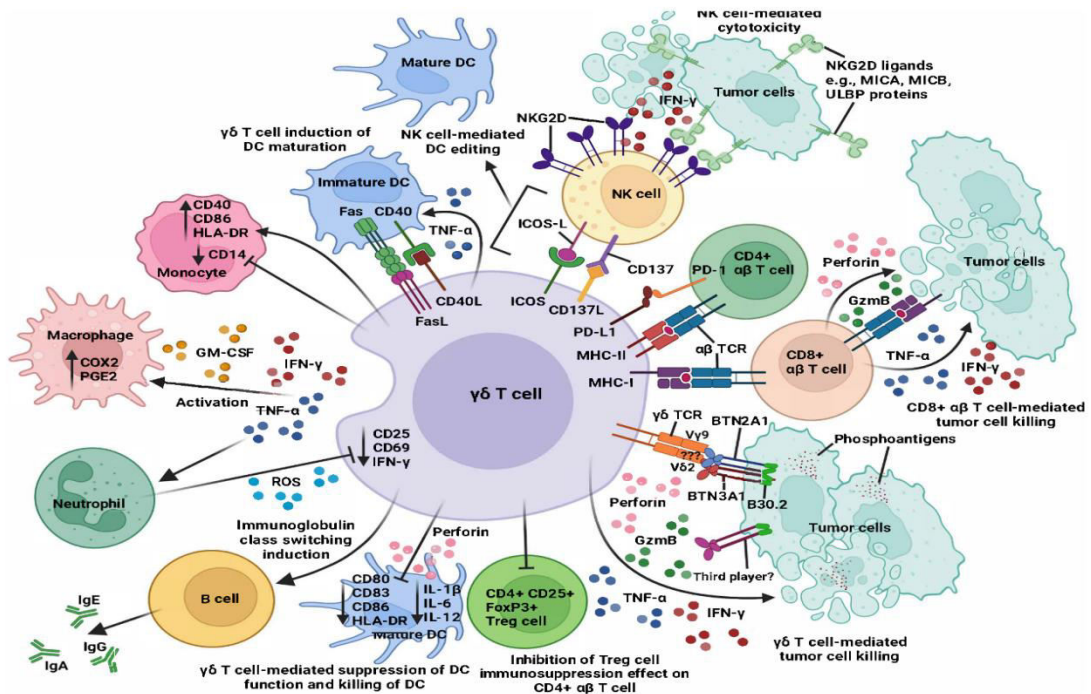 NK cell-mediated
cytotoxicity
Mature DC
Tumor cells
NKG2D ligands
e.g., MICA, MICB,
ULBP proteins
IFN-γ
NKG2D
γδ T cell induction of
DC maturation
NK cell-mediated
DC editing
Immature DC
Fas
CD40
TNF-α
NK cell
ICOS-L
CD137
ICOS
CD137L
CD40L
FasL
CD40
CD86
HLA-DR
CD14
Monocyte
PD-1
CD4+
αβ T cell
PD-L1
MHC-II
αβ TCR
MHC-I
CD8+
αβ T cell
Perforin
GzmB
TNF-α
IFN-γ
Tumor cells
CD8+ αβ T cell-mediated
tumor cell killing
Macrophage
COX2
PGE2
GM-CSF
IFN-γ
Activation
TNF-α
γδ T cell
CD25
CD69
IFN-γ
Neutrophil
ROS
Immunoglobulin
class switching
induction
γδ TCR
Vγ9
???
Vδ2
BTN2A1
BTN3A1
B30.2
Phosphoantigens
Tumor cells
Perforin
GzmB
Third player?
TNF-α
IFN-γ
γδ T cell-mediated
tumor cell killing
B cell
IgE
IgG
IgA
Perforin
CD80
CD83
CD86
HLA-DR
IL-1β
IL-6
IL-12
Mature DC
γδ T cell-mediated suppression of DC
function and killing of DC
CD4+ CD25+
FoxP3+
Treg cell
Inhibition of Treg cell
immunosuppression effect on
CD4+ αβ T cell